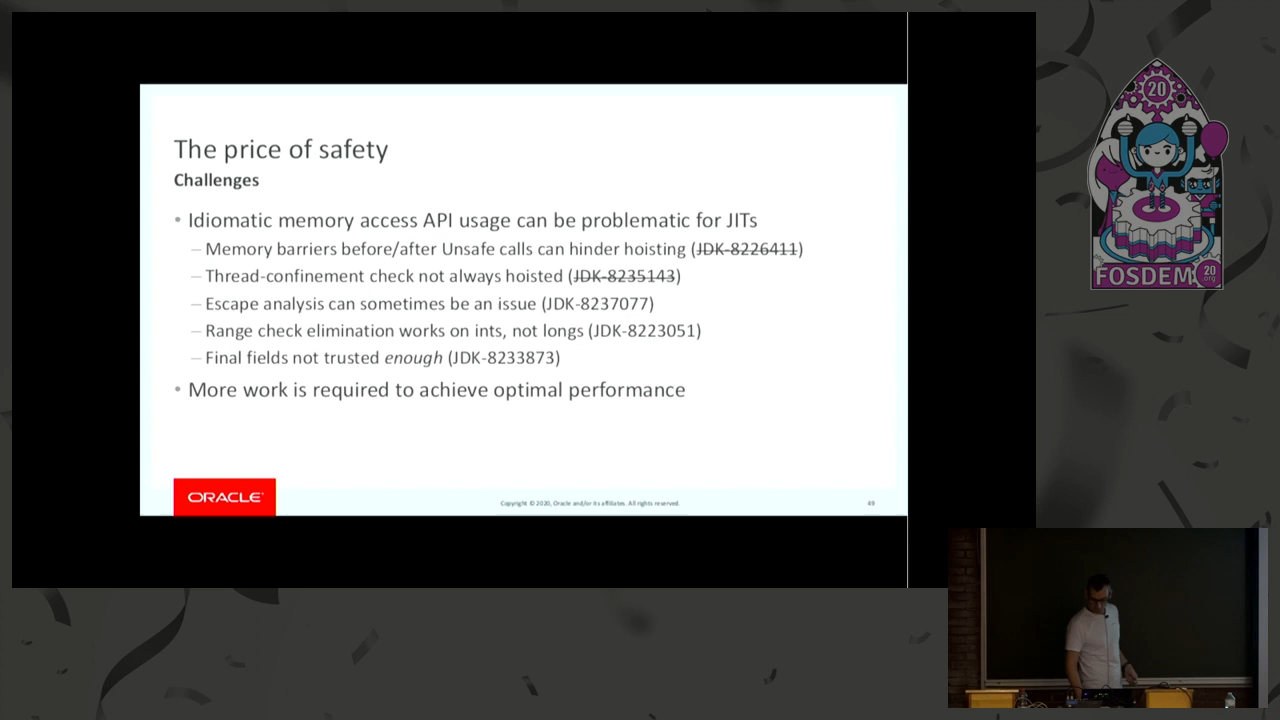 The price of safety
Challenges
• Idiomatic memory access API usage can be problematic for JITs
– Memory barriers before/after Unsafe calls can hinder hoisting (JDK-8226411)
– Thread-confinement check not always hoisted (JDK-8235143)
– Escape analysis can sometimes be an issue (JDK-8237077)
– Range check elimination works on ints, not longs (JDK-8223051)
– Final fields not trusted enough (JDK-8233873)
• More work is required to achieve optimal performance
ORACLE
Copyright © 2020, Oracle and/or its affiliates. All rights reserved.
49
20
FOSDEM
20
.org